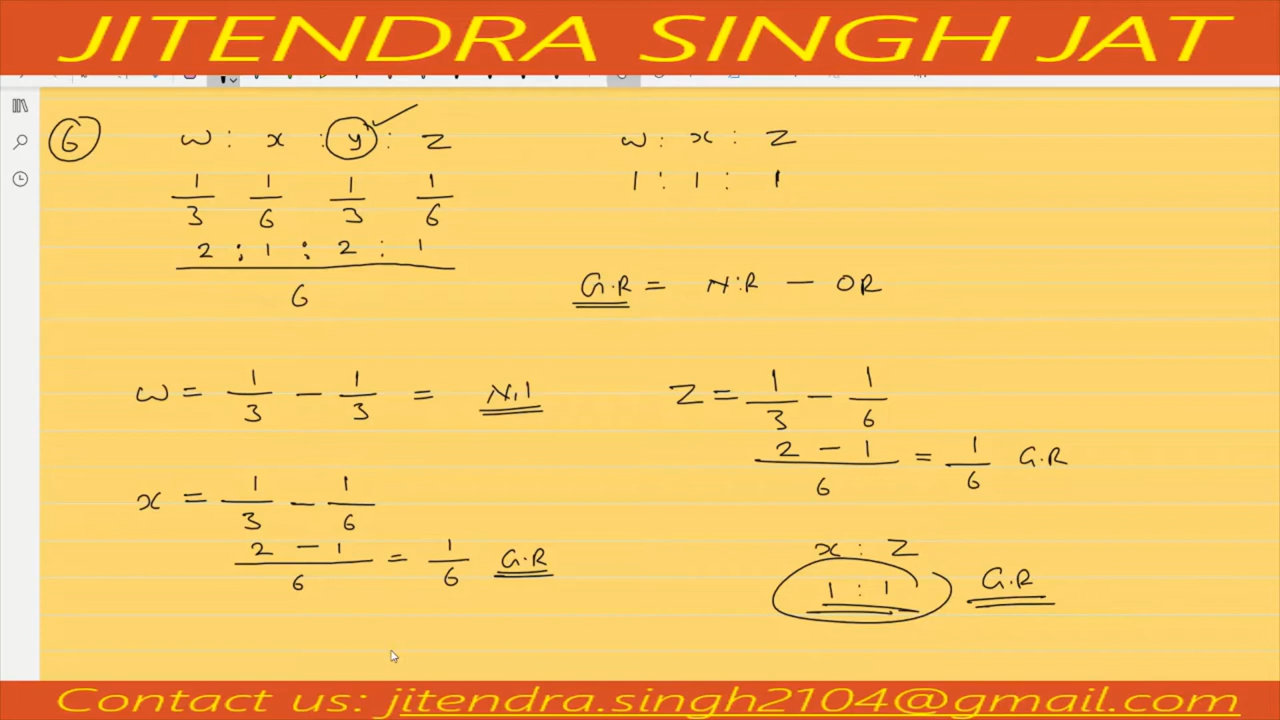 JITENDRA SINGH JAT
6
w : x : y : z
1/3 1/6 1/3 1/6
2 : 1 : 2 : 1
6
w : x : z
1 : 1 : 1
G.R = N.R - OR
w = 1/3 - 1/3 = Nil
x = 1/3 - 1/6
2 - 1 / 6 = 1/6 G.R
z = 1/3 - 1/6
2 - 1 / 6 = 1/6 G.R
x : z
1 : 1 G.R
Contact us: jitendra.singh2104@gmail.com